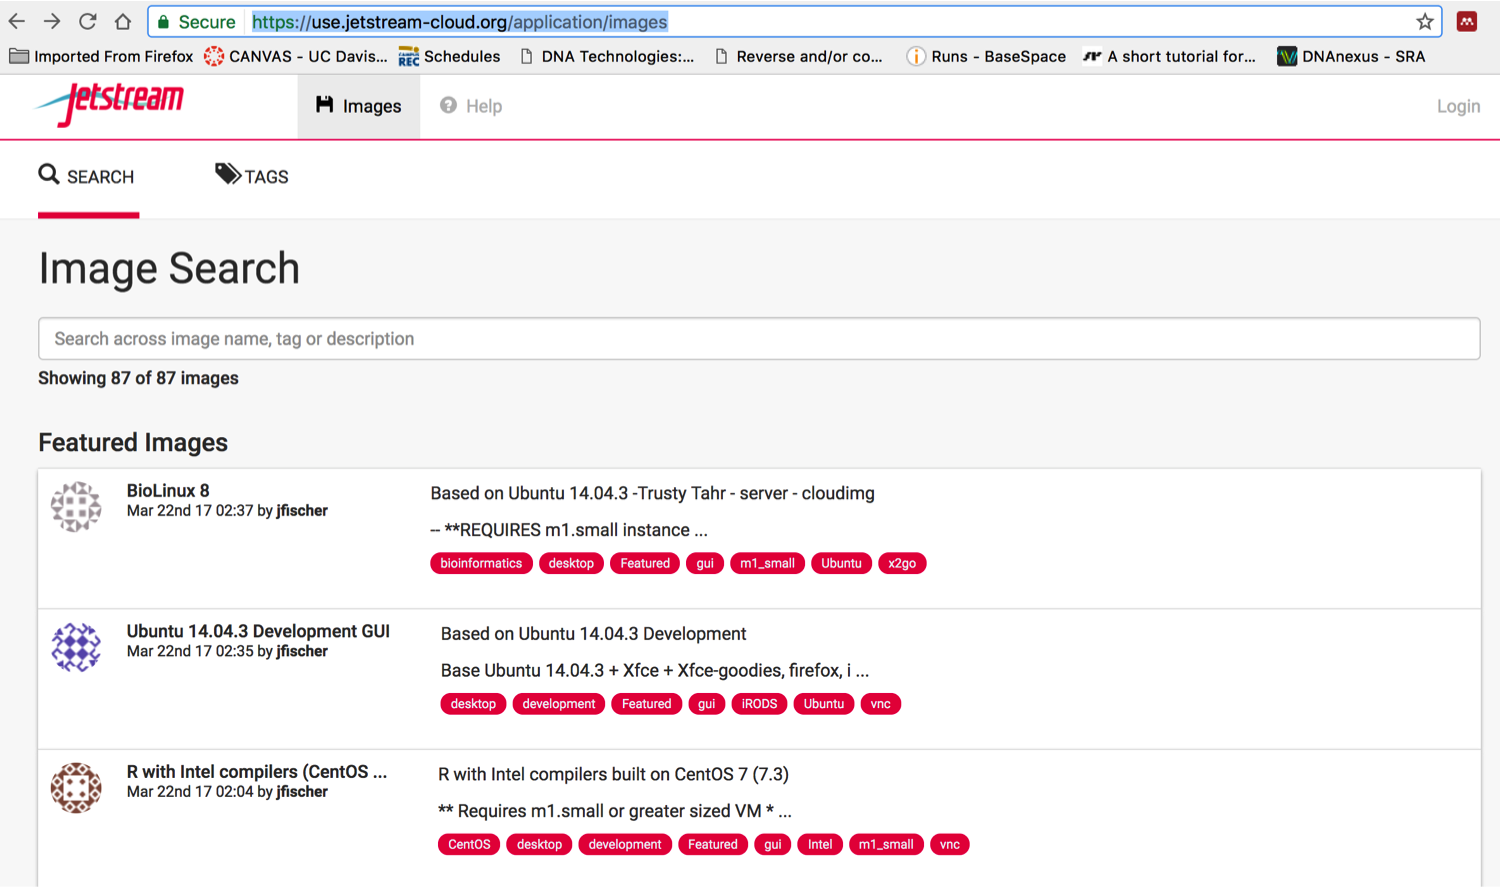 Secure https://use.jetstream-cloud.org/application/images
Imported From Firefox CANVAS - UC Davis... CAMPUS REC Schedules DNA Technologies:... Reverse and/or co... Runs - BaseSpace A short tutorial for... DNAnexus - SRA
Jetstream Images Help Login
SEARCH TAGS
Image Search
Search across image name, tag or description
Showing 87 of 87 images
Featured Images
BioLinux 8
Mar 22nd 17 02:37 by jfischer
Based on Ubuntu 14.04.3 -Trusty Tahr - server - cloudimg
-- **REQUIRES m1.small instance ...
bioinformatics desktop Featured gui m1_small Ubuntu x2go
Ubuntu 14.04.3 Development GUI
Mar 22nd 17 02:35 by jfischer
Based on Ubuntu 14.04.3 Development
Base Ubuntu 14.04.3 + Xfce + Xfce-goodies, firefox, i ...
desktop development Featured gui iRODS Ubuntu vnc
R with Intel compilers (CentOS ...
Mar 22nd 17 02:04 by jfischer
R with Intel compilers built on CentOS 7 (7.3)
** Requires m1.small or greater sized VM * ...
CentOS desktop development Featured gui Intel m1_small vnc